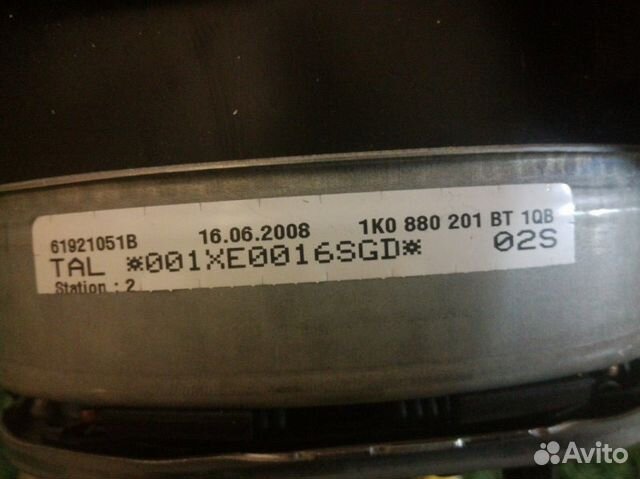 61921051B 16.06.2008 1K0 880 201 BT 1QB
TAL *001XE0016SGD* 02S
Station : 2
Avito